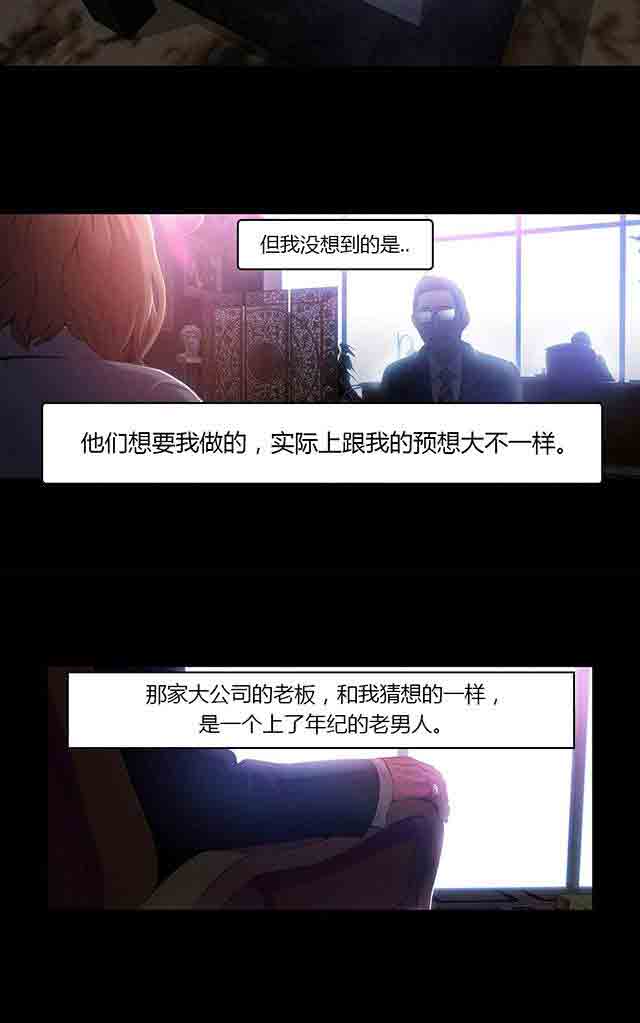 但我没想到的是..
他们想要我做的，实际上跟我的预想大不一样。
那家大公司的老板，和我猜想的一样，
是一个上了年纪的老男人。